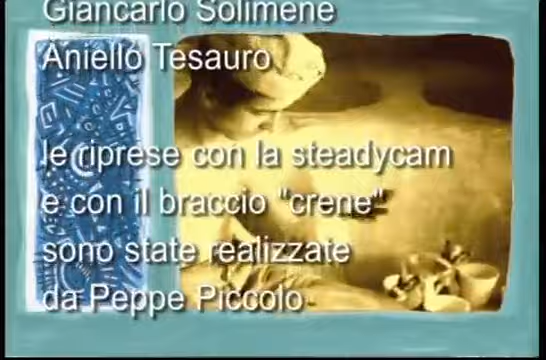 Giancarlo Solimene
Aniello Tesauro
le riprese con la steadycam
e con il braccio "crene"
sono state realizzate
da Peppe Piccolo